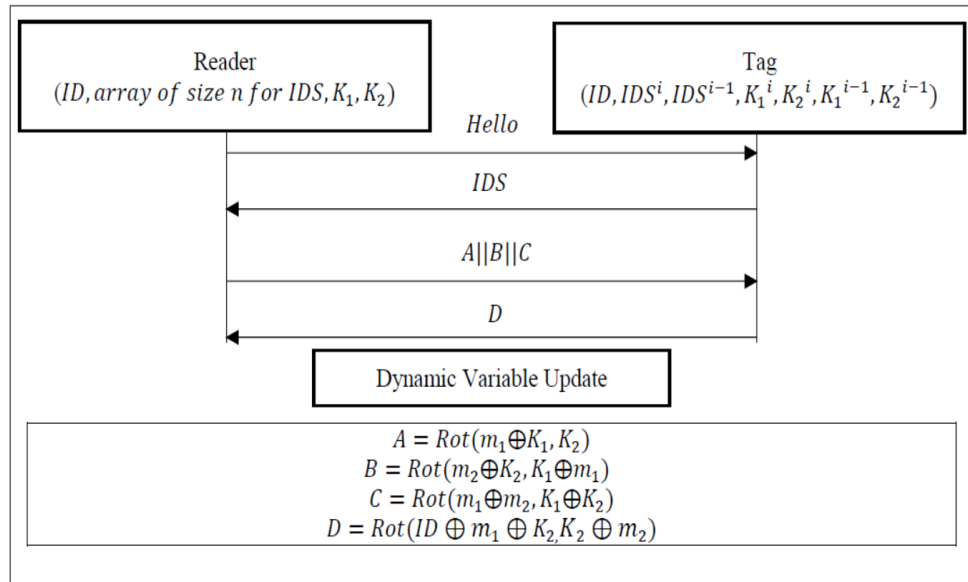 Reader
(ID, array of size n for IDS, K₁, K₂)
Tag
(ID, IDSⁱ, IDSⁱ⁻¹, K₁ⁱ, K₂ⁱ, K₁ⁱ⁻¹, K₂ⁱ⁻¹)
Hello
IDS
A||B||C
D
Dynamic Variable Update
A = Rot(m₁⊕K₁, K₂)
B = Rot(m₂⊕K₂, K₁⊕m₁)
C = Rot(m₁⊕m₂, K₁⊕K₂)
D = Rot(ID ⊕ m₁ ⊕ K₂,K₂ ⊕ m₂)